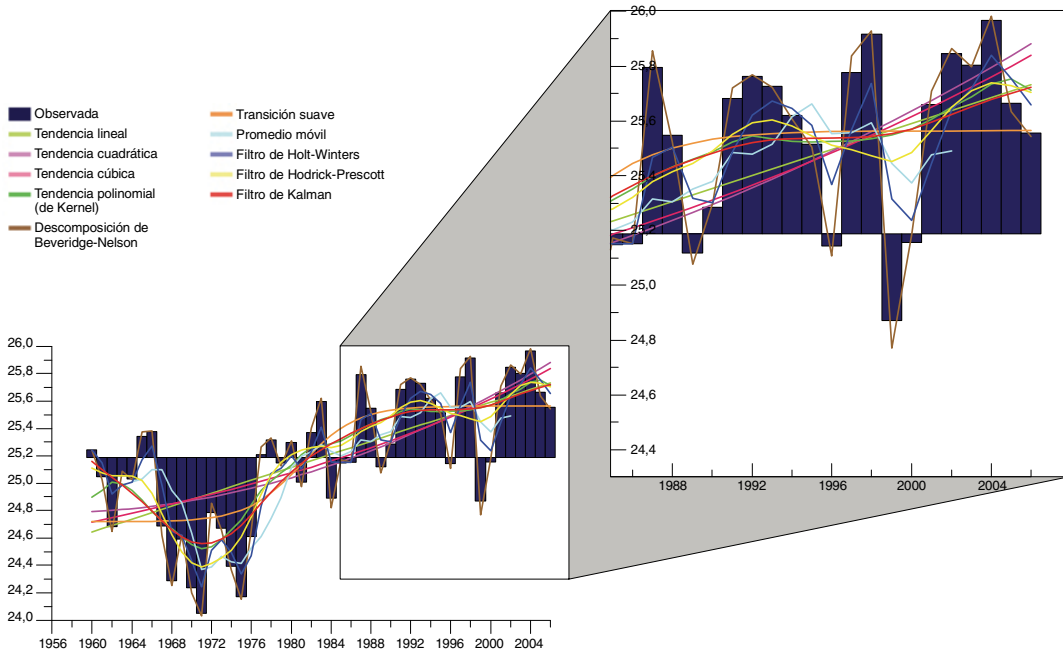 Observada
Tendencia lineal
Tendencia cuadrática
Tendencia cúbica
Tendencia polinomial
(de Kernel)
Descomposición de
Beveridge-Nelson
Transición suave
Promedio móvil
Filtro de Holt-Winters
Filtro de Hodrick-Prescott
Filtro de Kalman
26,0
25,8
25,6
25,4
25,2
25,0
24,8
24,6
24,4
1988
1992
1996
2000
2004
26,0
25,8
25,6
25,4
25,2
25,0
24,8
24,6
24,4
24,2
24,0
1956
1960
1964
1968
1972
1976
1980
1984
1988
1992
1996
2000
2004